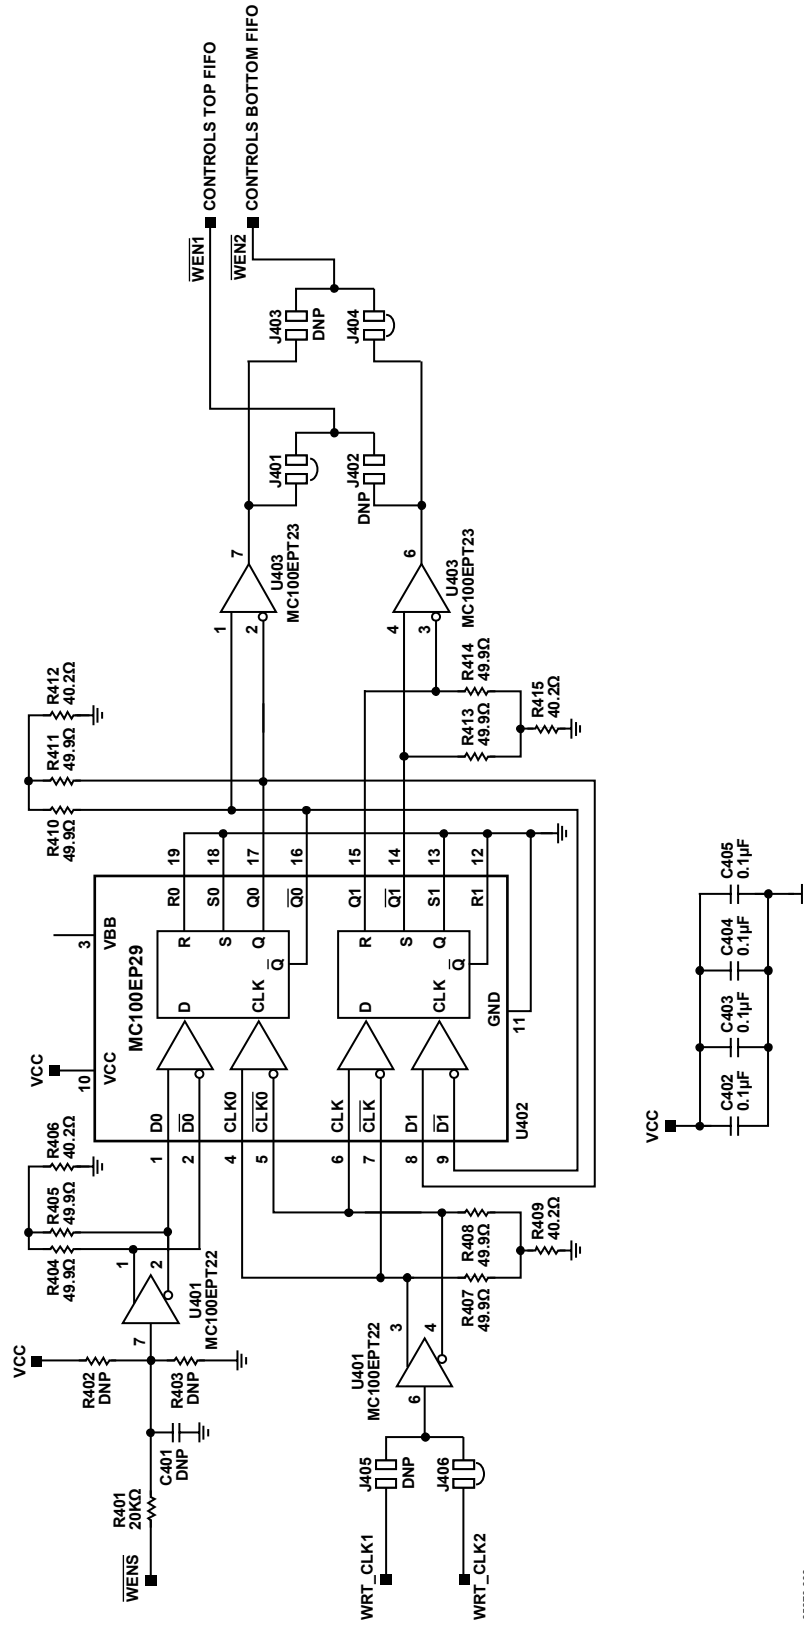 CONTROLS TOP FIFO
CONTROLS BOTTOM FIFO
WEN1
WEN2
J403
DNP
J404
J401
J402
DNP
7
U403
MC100EPT23
1
2
6
U403
MC100EPT23
4
3
R412
40.2Ω
R411
49.9Ω
R410
49.9Ω
R414
49.9Ω
R413
49.9Ω
R415
40.2Ω
19
18
17
16
15
14
13
12
R0
S0
Q0
Q0
Q1
Q1
S1
R1
3
VBB
MC100EP29
R
S
Q
Q
D
CLK
R
S
Q
Q
D
CLK
GND
11
VCC
10
VCC
D0
D0
CLK0
CLK0
CLK
CLK
D1
D1
U402
1
2
4
5
6
7
8
9
R406
40.2Ω
R405
49.9Ω
R404
49.9Ω
1
2
U401
MC100EPT22
7
VCC
R402
DNP
R403
DNP
C401
DNP
R401
20KΩ
WENS
R408
49.9Ω
R407
49.9Ω
R409
40.2Ω
3
4
U401
MC100EPT22
6
J405
DNP
J406
WRT_CLK1
WRT_CLK2
VCC
C402
0.1µF
C403
0.1µF
C404
0.1µF
C405
0.1µF